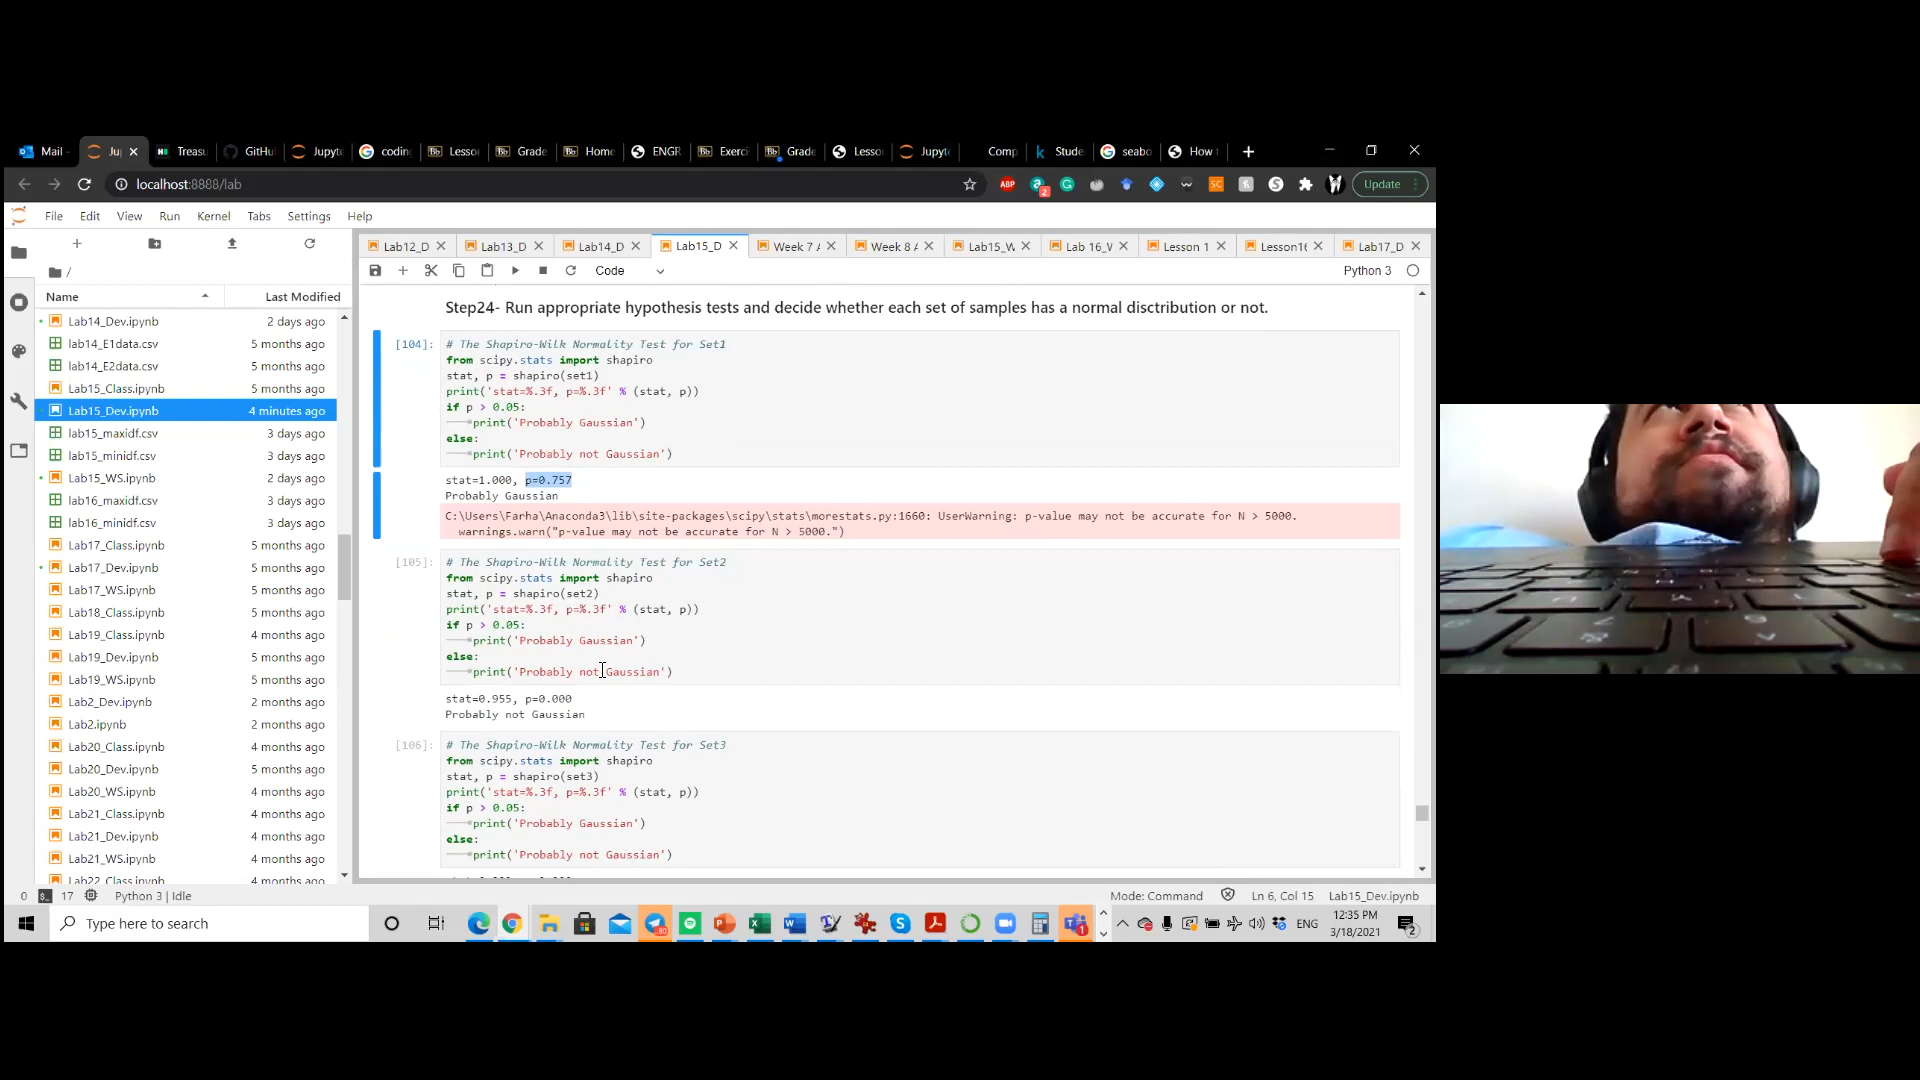 Mail
Ju
Treasu
GitHu
Jupyte
coding
Lesso
Grade
Home
ENGR
Exerci
Grade
Lesso
Jupyte
Comp
Stude
seabo
How t
localhost:8888/lab
ABP
2
SC
Update
File Edit View Run Kernel Tabs Settings Help
Lab12_D
Lab13_D
Lab14_D
Lab15_D
Week 7 A
Week 8 A
Lab15_W
Lab 16_V
Lesson 1
Lesson16
Lab17_D
Code
Python 3
/
Name Last Modified
Lab14_Dev.ipynb 2 days ago
lab14_E1data.csv 5 months ago
lab14_E2data.csv 5 months ago
Lab15_Class.ipynb 5 months ago
Lab15_Dev.ipynb 4 minutes ago
lab15_maxidf.csv 3 days ago
lab15_minidf.csv 3 days ago
Lab15_WS.ipynb 2 days ago
lab16_maxidf.csv 3 days ago
lab16_minidf.csv 3 days ago
Lab17_Class.ipynb 5 months ago
Lab17_Dev.ipynb 5 months ago
Lab17_WS.ipynb 5 months ago
Lab18_Class.ipynb 5 months ago
Lab19_Class.ipynb 4 months ago
Lab19_Dev.ipynb 5 months ago
Lab19_WS.ipynb 5 months ago
Lab2_Dev.ipynb 2 months ago
Lab2.ipynb 2 months ago
Lab20_Class.ipynb 4 months ago
Lab20_Dev.ipynb 5 months ago
Lab20_WS.ipynb 4 months ago
Lab21_Class.ipynb 4 months ago
Lab21_Dev.ipynb 4 months ago
Lab21_WS.ipynb 4 months ago
Lab22_Class.ipynb 4 months ago
Step24- Run appropriate hypothesis tests and decide whether each set of samples has a normal disctribution or not.
[104]: # The Shapiro-Wilk Normality Test for Set1
from scipy.stats import shapiro
stat, p = shapiro(set1)
print('stat=%.3f, p=%.3f' % (stat, p))
if p > 0.05:
print('Probably Gaussian')
else:
print('Probably not Gaussian')
stat=1.000, p=0.757
Probably Gaussian
C:\Users\Farha\Anaconda3\lib\site-packages\scipy\stats\morestats.py:1660: UserWarning: p-value may not be accurate for N > 5000.
warnings.warn("p-value may not be accurate for N > 5000.")
[105]: # The Shapiro-Wilk Normality Test for Set2
from scipy.stats import shapiro
stat, p = shapiro(set2)
print('stat=%.3f, p=%.3f' % (stat, p))
if p > 0.05:
print('Probably Gaussian')
else:
print('Probably not Gaussian')
stat=0.955, p=0.000
Probably not Gaussian
[106]: # The Shapiro-Wilk Normality Test for Set3
from scipy.stats import shapiro
stat, p = shapiro(set3)
print('stat=%.3f, p=%.3f' % (stat, p))
if p > 0.05:
print('Probably Gaussian')
else:
print('Probably not Gaussian')
0 17 Python 3 | Idle
Mode: Command Ln 6, Col 15 Lab15_Dev.ipynb
Type here to search
80
1
ENG
12:35 PM
3/18/2021
2